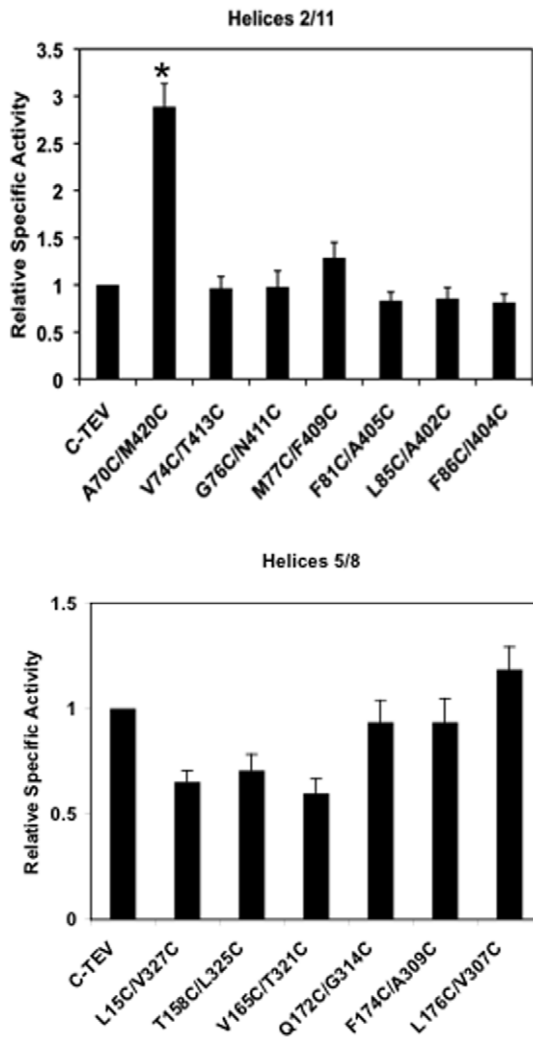 Helices 2/11
Relative Specific Activity
3.5
3
2.5
2
1.5
1
0.5
0
*
C-TEV
A70C/M420C
V74C/T413C
G76C/N411C
M77C/F409C
F81C/A405C
L85C/A402C
F86C/I404C
Helices 5/8
Relative Specific Activity
1.5
1
0.5
0
C-TEV
L15C/V327C
T158C/L325C
V165C/T321C
Q172C/G314C
F174C/A309C
L176C/V307C